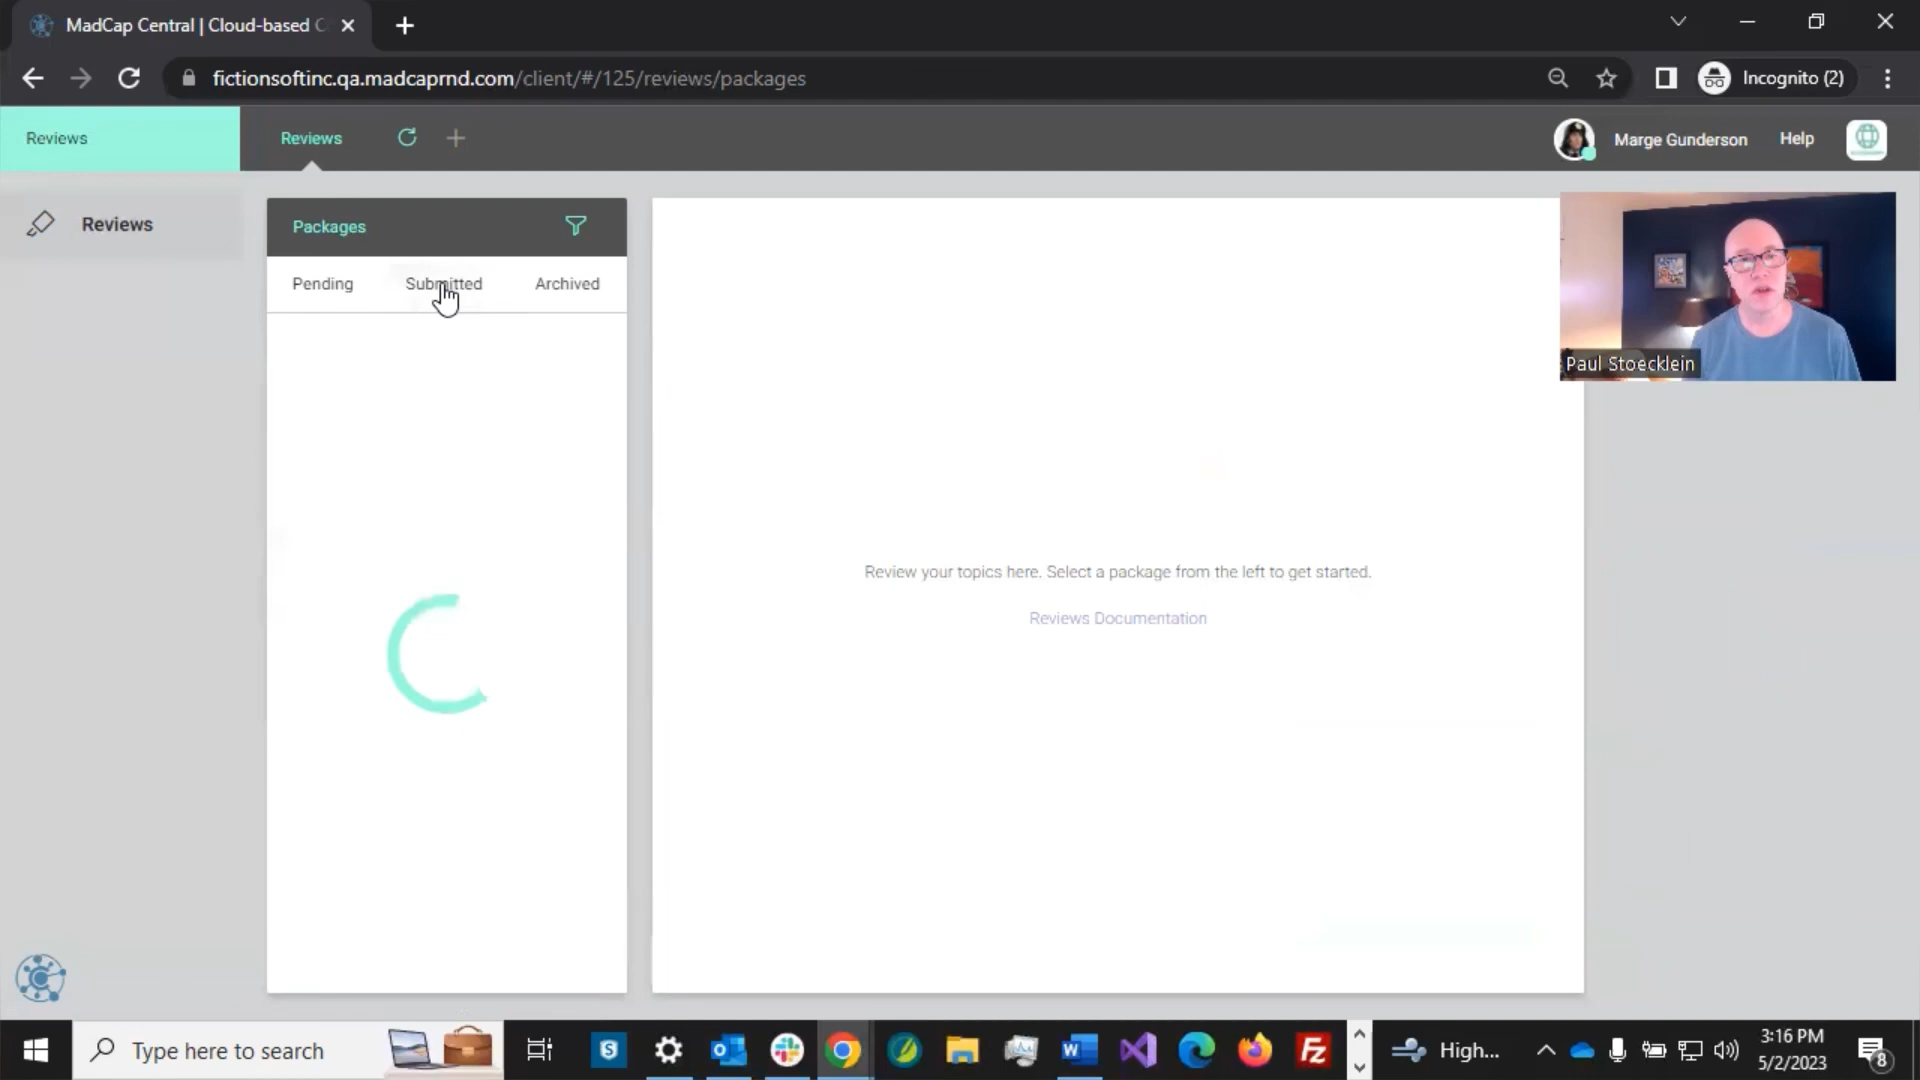 MadCap Central | Cloud-based C
fictionsoftinc.qa.madcaprnd.com/client/#/125/reviews/packages
Incognito (2)
Reviews
Reviews
Marge Gunderson
Help
Reviews
Packages
Pending
Submitted
Archived
Paul Stoecklein
Review your topics here. Select a package from the left to get started.
Reviews Documentation
Type here to search
High...
3:16 PM
5/2/2023
8